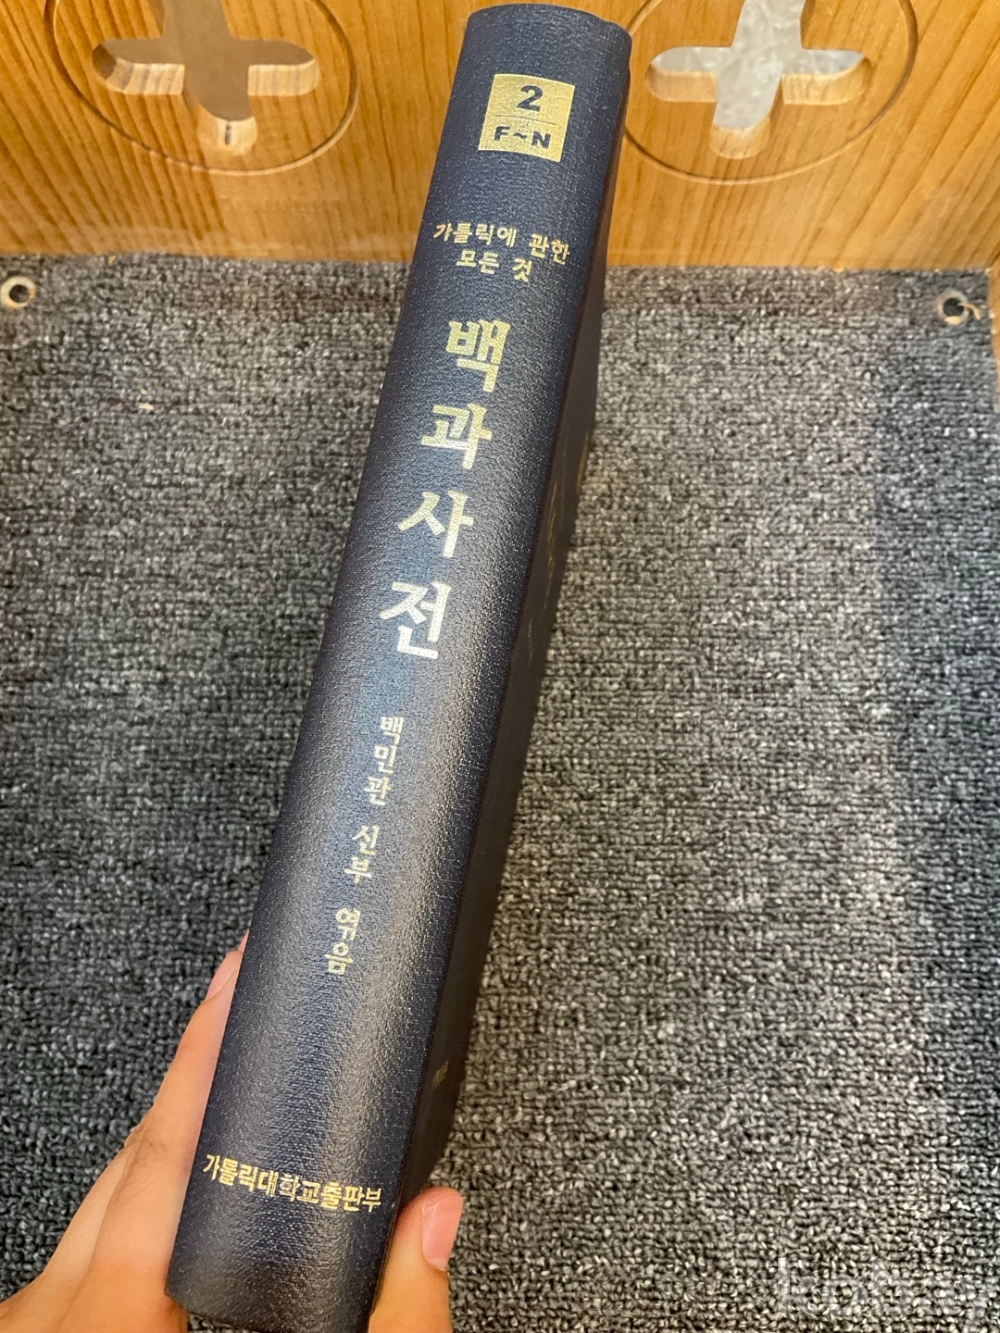 2
F~N
가톨릭에 관한
모든 것
백과사전
백민관 신부 엮음
가톨릭대학교출판부